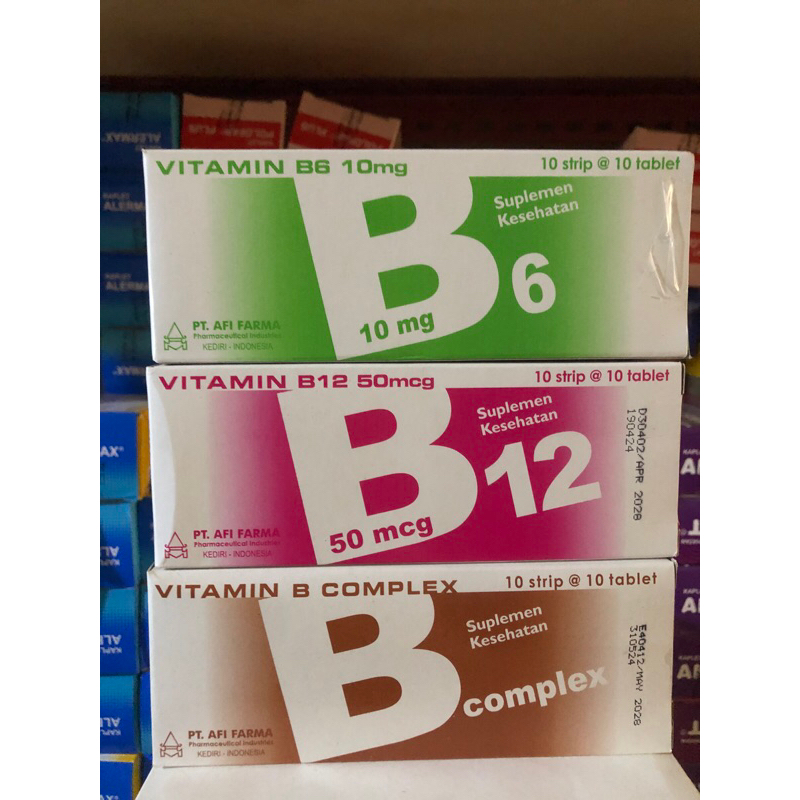 VITAMIN B6 10mg
10 strip @ 10 tablet
Suplemen
Kesehatan
B6
10 mg
PT. AFI FARMA
Pharmaceutical Industries
KEDIRI - INDONESIA
VITAMIN B12 50mcg
10 strip @ 10 tablet
Suplemen
Kesehatan
B12
50 mcg
PT. AFI FARMA
Pharmaceutical Industries
KEDIRI - INDONESIA
D30402/APR 2028
190424
VITAMIN B COMPLEX
10 strip @ 10 tablet
Suplemen
Kesehatan
B complex
PT. AFI FARMA
Pharmaceutical Industries
KEDIRI - INDONESIA
E40412/MAY 2028
310524
ALERMAX